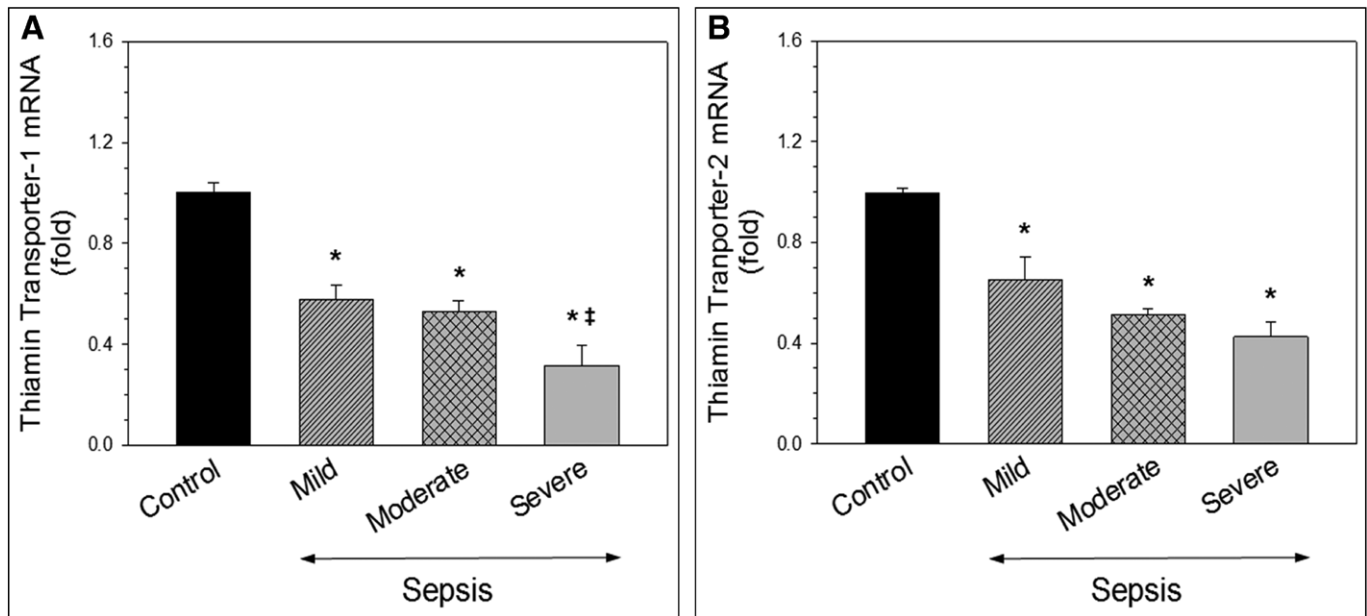 A
Thiamin Transporter-1 mRNA
(fold)
1.6
1.2
0.8
0.4
0.0
*
*
* ‡
Control
Mild
Moderate
Severe
Sepsis
B
Thiamin Tranporter-2 mRNA
(fold)
1.6
1.2
0.8
0.4
0.0
*
*
*
Control
Mild
Moderate
Severe
Sepsis